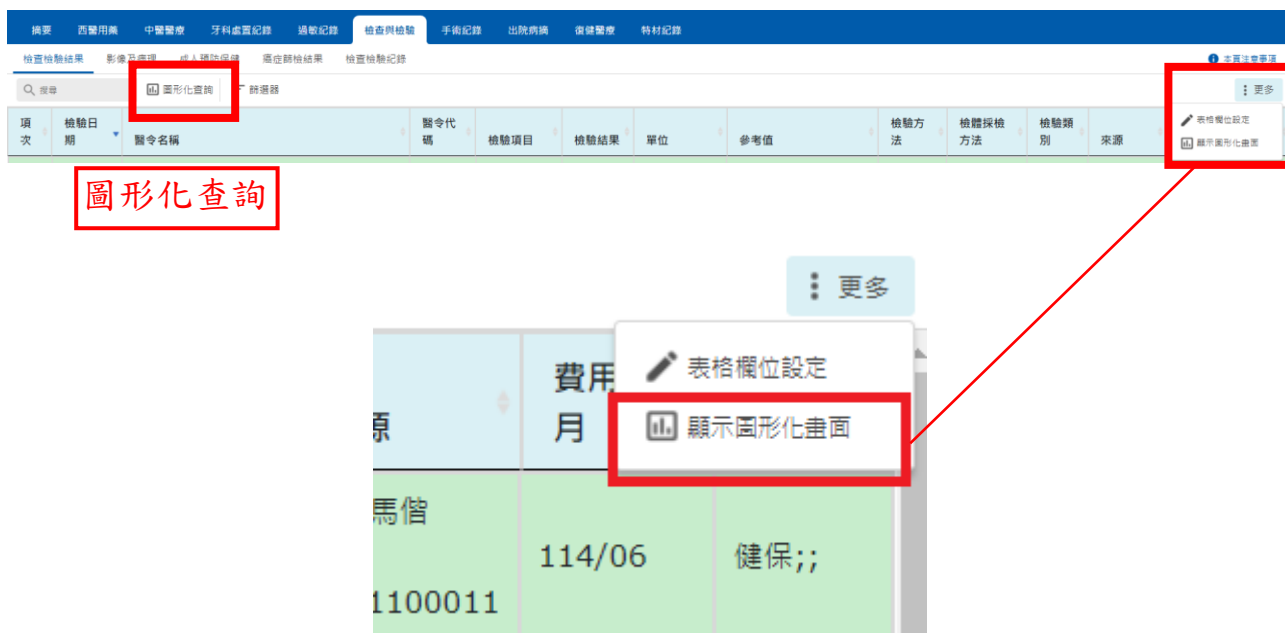 摘要 西醫用藥 中醫醫療 牙科處置紀錄 過敏紀錄 檢查與檢驗 手術紀錄 出院病摘 復健醫療 特材紀錄
檢查檢驗結果 影像及病理 成人預防保健 癌症篩檢結果 檢查檢驗紀錄 本頁注意事項
搜尋 圖形化查詢 篩選器 更多
項次 檢驗日期 醫令名稱 醫令代碼 檢驗項目 檢驗結果 單位 參考值 檢驗方法 檢體採檢方法 檢驗類別 來源
表格欄位設定
顯示圖形化畫面
圖形化查詢
更多
表格欄位設定
顯示圖形化畫面
源
費用
月
馬偕
114/06 健保;;
1100011